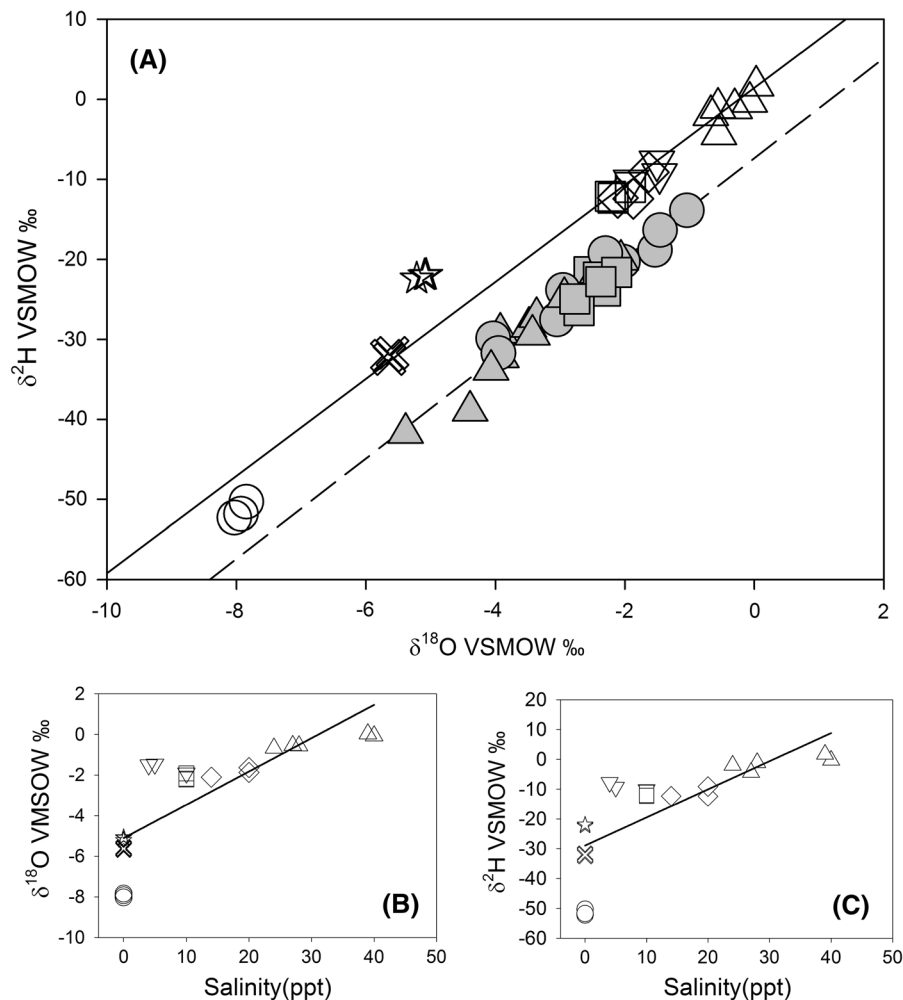 (A)
10
0
-10
-20
-30
-40
-50
-60
δ²H VSMOW ‰
-10 -8 -6 -4 -2 0 2
δ¹⁸O VSMOW ‰
(B)
2
0
-2
-4
-6
-8
-10
δ¹⁸O VMSOW ‰
0 10 20 30 40 50
Salinity(ppt)
(C)
20
10
0
-10
-20
-30
-40
-50
-60
δ²H VSMOW ‰
0 10 20 30 40 50
Salinity(ppt)